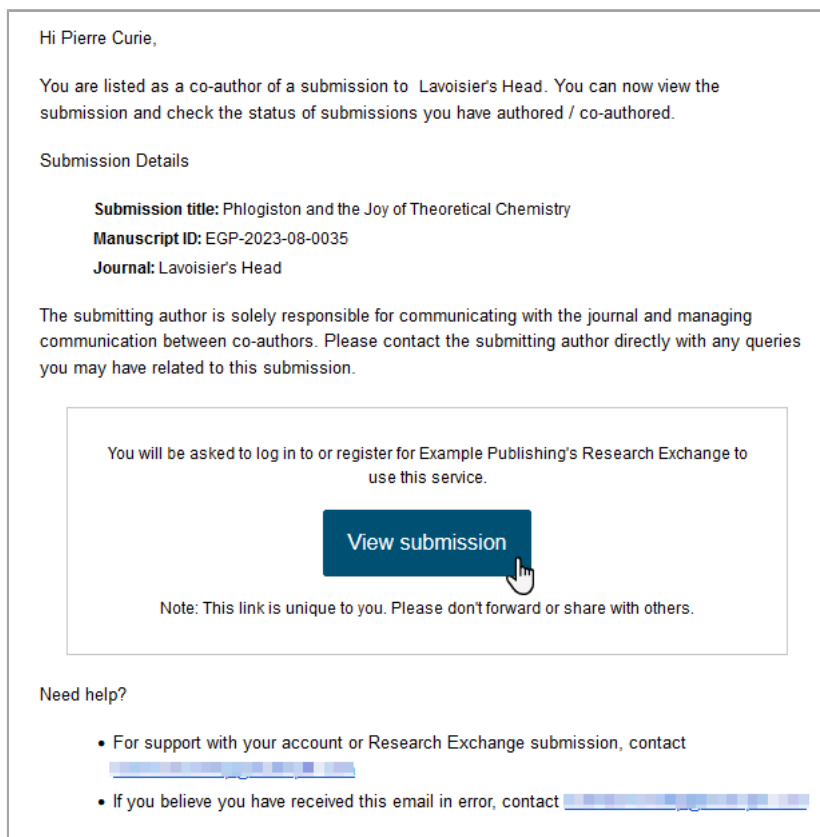 Hi Pierre Curie,
You are listed as a co-author of a submission to Lavoisier's Head. You can now view the
submission and check the status of submissions you have authored / co-authored.
Submission Details
Submission title: Phlogiston and the Joy of Theoretical Chemistry
Manuscript ID: EGP-2023-08-0035
Journal: Lavoisier's Head
The submitting author is solely responsible for communicating with the journal and managing
communication between co-authors. Please contact the submitting author directly with any queries
you may have related to this submission.
You will be asked to log in to or register for Example Publishing's Research Exchange to
use this service.
View submission
Note: This link is unique to you. Please don't forward or share with others.
Need help?
• For support with your account or Research Exchange submission, contact
• If you believe you have received this email in error, contact